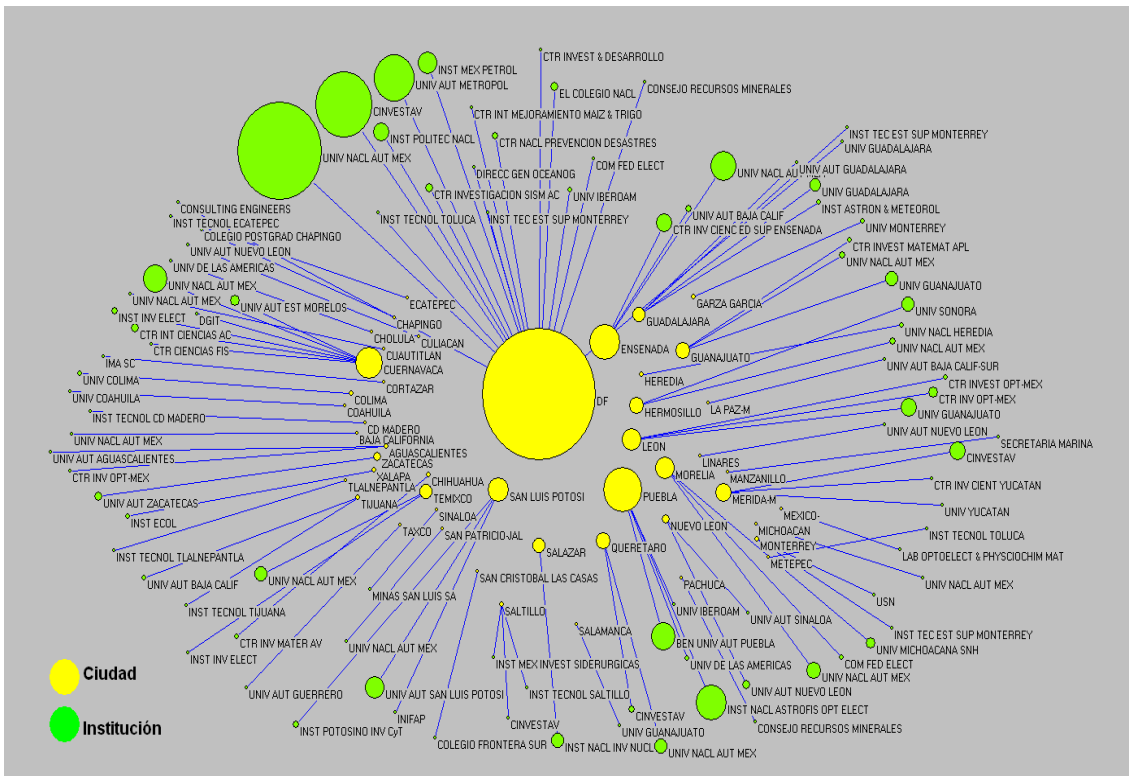 CTR INVEST & DESARROLLO
INST MEX PETROL
UNIV AUT METROPOL
EL COLEGIO NACL
CONSEJO RECURSOS MINERALES
CINVESTAV
CTR INT MEJORAMIENTO MAIZ & TRIGO
INST POLITEC NACL
CTR NACL PREVENCION DESASTRES
INST TEC EST SUP MONTERREY
UNIV GUADALAJARA
UNIV NACL AUT MEX
COM FED ELECT
DIRECC GEN OCEANOG
UNIV NACL AUT MEX
UNIV AUT GUADALAJARA
CTR INVESTIGACION SISM AC
UNIV IBEROAM
UNIV GUADALAJARA
INST ASTRON & METEOROL
CONSULTING ENGINEERS
INST TECNOL TOLUCA
INST TEC EST SUP MONTERREY
UNIV AUT BAJA CALIF
INST TECNOL ECATEPEC
CTR INV CIENC ED SUP ENSENADA
UNIV MONTERREY
COLEGIO POSTGRAD CHAPINGO
CTR INVEST MATEMAT APL
UNIV AUT NUEVO LEON
UNIV NACL AUT MEX
UNIV DE LAS AMERICAS
UNIV NACL AUT MEX
UNIV GUANAJUATO
UNIV NACL AUT MEX
UNIV AUT EST MORELOS
ECATEPEC
GARZA GARCIA
UNIV SONORA
INST INV ELECT
DGIT
CHAPINGO
GUADALAJARA
CTR INT CIENCIAS AC
CHOLULA
CULIACAN
UNIV NACL HEREDIA
CTR CIENCIAS FIS
CUAUTITLAN
ENSENADA
GUANAJUATO
UNIV NACL AUT MEX
IMA SC
CUERNAVACA
UNIV AUT BAJA CALIF-SUR
UNIV COLIMA
CORTAZAR
HEREDIA
CTR INVEST OPT-MEX
UNIV COAHUILA
COLIMA
DF
CTR INV OPT-MEX
COAHUILA
HERMOSILLO
LA PAZ-M
UNIV GUANAJUATO
INST TECNOL CD MADERO
CD MADERO
UNIV AUT NUEVO LEON
UNIV NACL AUT MEX
BAJA CALIFORNIA
LEON
SECRETARIA MARINA
UNIV AUT AGUASCALIENTES
AGUASCALIENTES
LINARES
CINVESTAV
CTR INV OPT-MEX
ZACATECAS
MORELIA
MANZANILLO
XALAPA
CHIHUAHUA
CTR INV CIENT YUCATAN
UNIV AUT ZACATECAS
TLALNEPANTLA
TEMIXCO
SAN LUIS POTOSI
PUEBLA
MERIDA-M
TIJUANA
UNIV YUCATAN
INST ECOL
SINALOA
MEXICO-
NUEVO LEON
MICHOACAN
TAXCO
SAN PATRICIO-JAL
QUERETARO
MONTERREY
INST TECNOL TOLUCA
INST TECNOL TLALNEPANTLA
SALAZAR
METEPEC
LAB OPTOELECT & PHYSCIOCHIM MAT
UNIV AUT BAJA CALIF
UNIV NACL AUT MEX
SAN CRISTOBAL LAS CASAS
PACHUCA
UNIV NACL AUT MEX
MINAS SAN LUIS SA
USN
INST TECNOL TIJUANA
SALTILLO
UNIV IBEROAM
UNIV AUT SINALOA
SALAMANCA
INST TEC EST SUP MONTERREY
CTR INV MATER AV
UNIV NACL AUT MEX
BEN UNIV AUT PUEBLA
UNIV MICHOACANA SNH
INST INV ELECT
INST MEX INVEST SIDERURGICAS
UNIV DE LAS AMERICAS
COM FED ELECT
Ciudad
UNIV NACL AUT MEX
UNIV AUT GUERRERO
UNIV AUT SAN LUIS POTOSI
INST TECNOL SALTILLO
UNIV AUT NUEVO LEON
INST NACL ASTROFIS OPT ELECT
INIFAP
CINVESTAV
CINVESTAV
Institución
INST POTOSINO INV CyT
UNIV GUANAJUATO
CONSEJO RECURSOS MINERALES
COLEGIO FRONTERA SUR
INST NACL INV NUCL
UNIV NACL AUT MEX